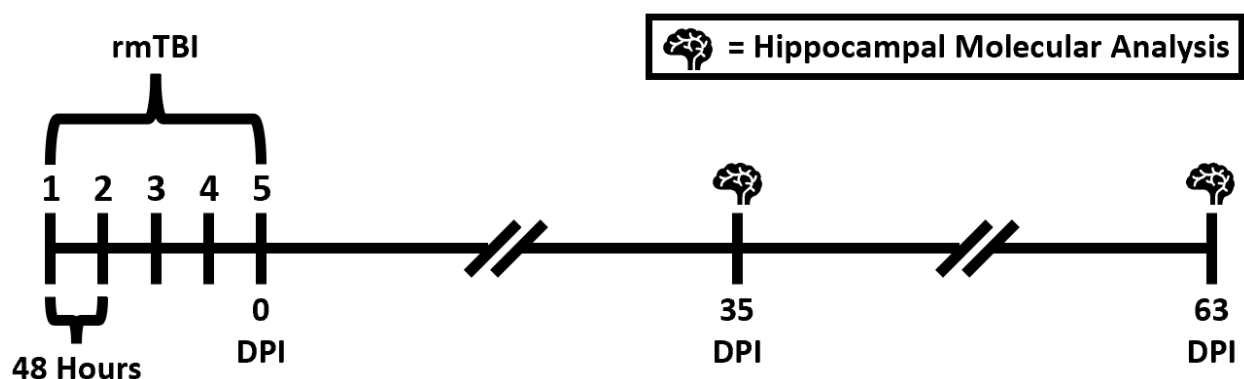 rmTBI
= Hippocampal Molecular Analysis
1 2 3 4 5
0
DPI
35
DPI
63
DPI
48 Hours